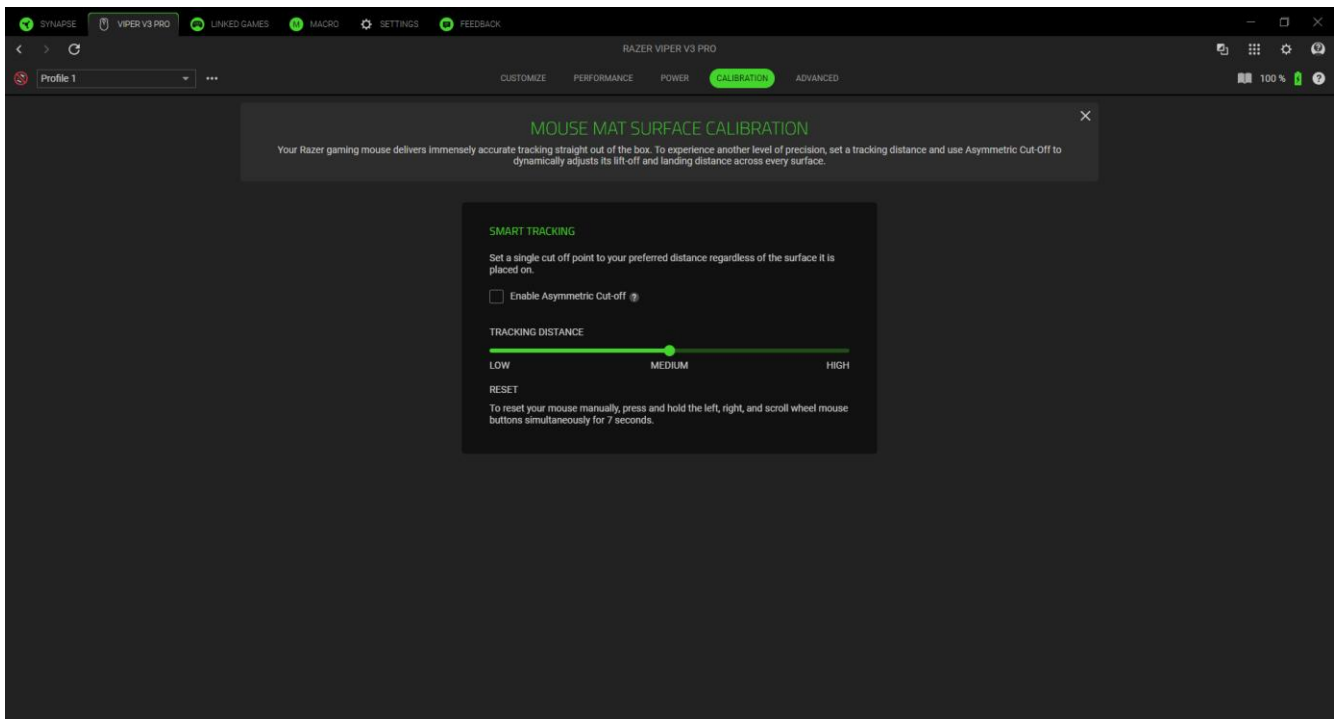 SYNAPSE VIPER V3 PRO LINKED GAMES M MACRO SETTINGS FEEDBACK
RAZER VIPER V3 PRO
Profile 1 CUSTOMIZE PERFORMANCE POWER CALIBRATION ADVANCED 100 %
MOUSE MAT SURFACE CALIBRATION
Your Razer gaming mouse delivers immensely accurate tracking straight out of the box. To experience another level of precision, set a tracking distance and use Asymmetric Cut-Off to
dynamically adjusts its lift-off and landing distance across every surface.
SMART TRACKING
Set a single cut off point to your preferred distance regardless of the surface it is
placed on.
Enable Asymmetric Cut-off ?
TRACKING DISTANCE
LOW MEDIUM HIGH
RESET
To reset your mouse manually, press and hold the left, right, and scroll wheel mouse
buttons simultaneously for 7 seconds.